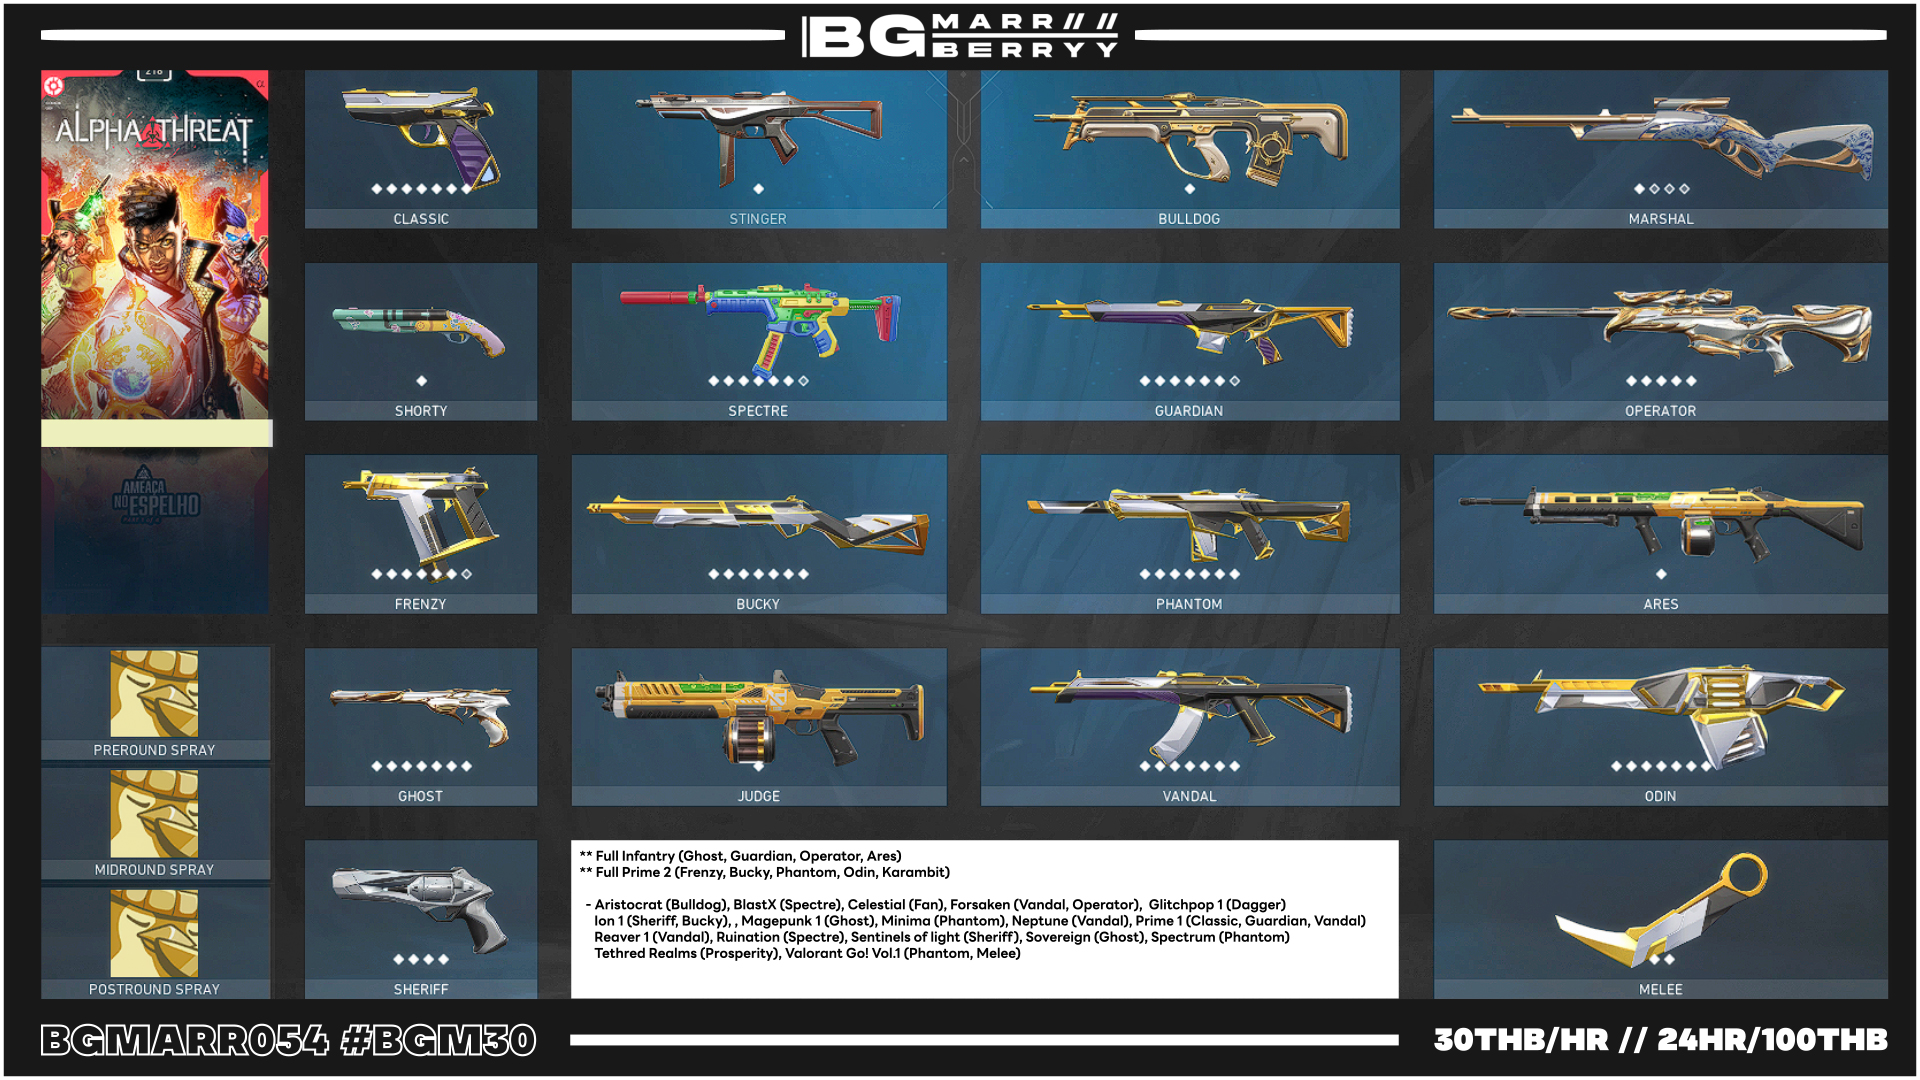 BG MARR// //
BERRYY
218
ALPHA THREAT
AMEAÇA
NO ESPELHO
CLASSIC
STINGER
BULLDOG
MARSHAL
SHORTY
SPECTRE
GUARDIAN
OPERATOR
FRENZY
BUCKY
PHANTOM
ARES
PREROUND SPRAY
GHOST
JUDGE
VANDAL
ODIN
MIDROUND SPRAY
POSTROUND SPRAY
SHERIFF
** Full Infantry (Ghost, Guardian, Operator, Ares)
** Full Prime 2 (Frenzy, Bucky, Phantom, Odin, Karambit)
- Aristocrat (Bulldog), BlastX (Spectre), Celestial (Fan), Forsaken (Vandal, Operator), Glitchpop 1 (Dagger)
Ion 1 (Sheriff, Bucky), , Magepunk 1 (Ghost), Minima (Phantom), Neptune (Vandal), Prime 1 (Classic, Guardian, Vandal)
Reaver 1 (Vandal), Ruination (Spectre), Sentinels of light (Sheriff), Sovereign (Ghost), Spectrum (Phantom)
Tethred Realms (Prosperity), Valorant Go! Vol.1 (Phantom, Melee)
MELEE
BGMARR054 #BGM30
30THB/HR // 24HR/100THB